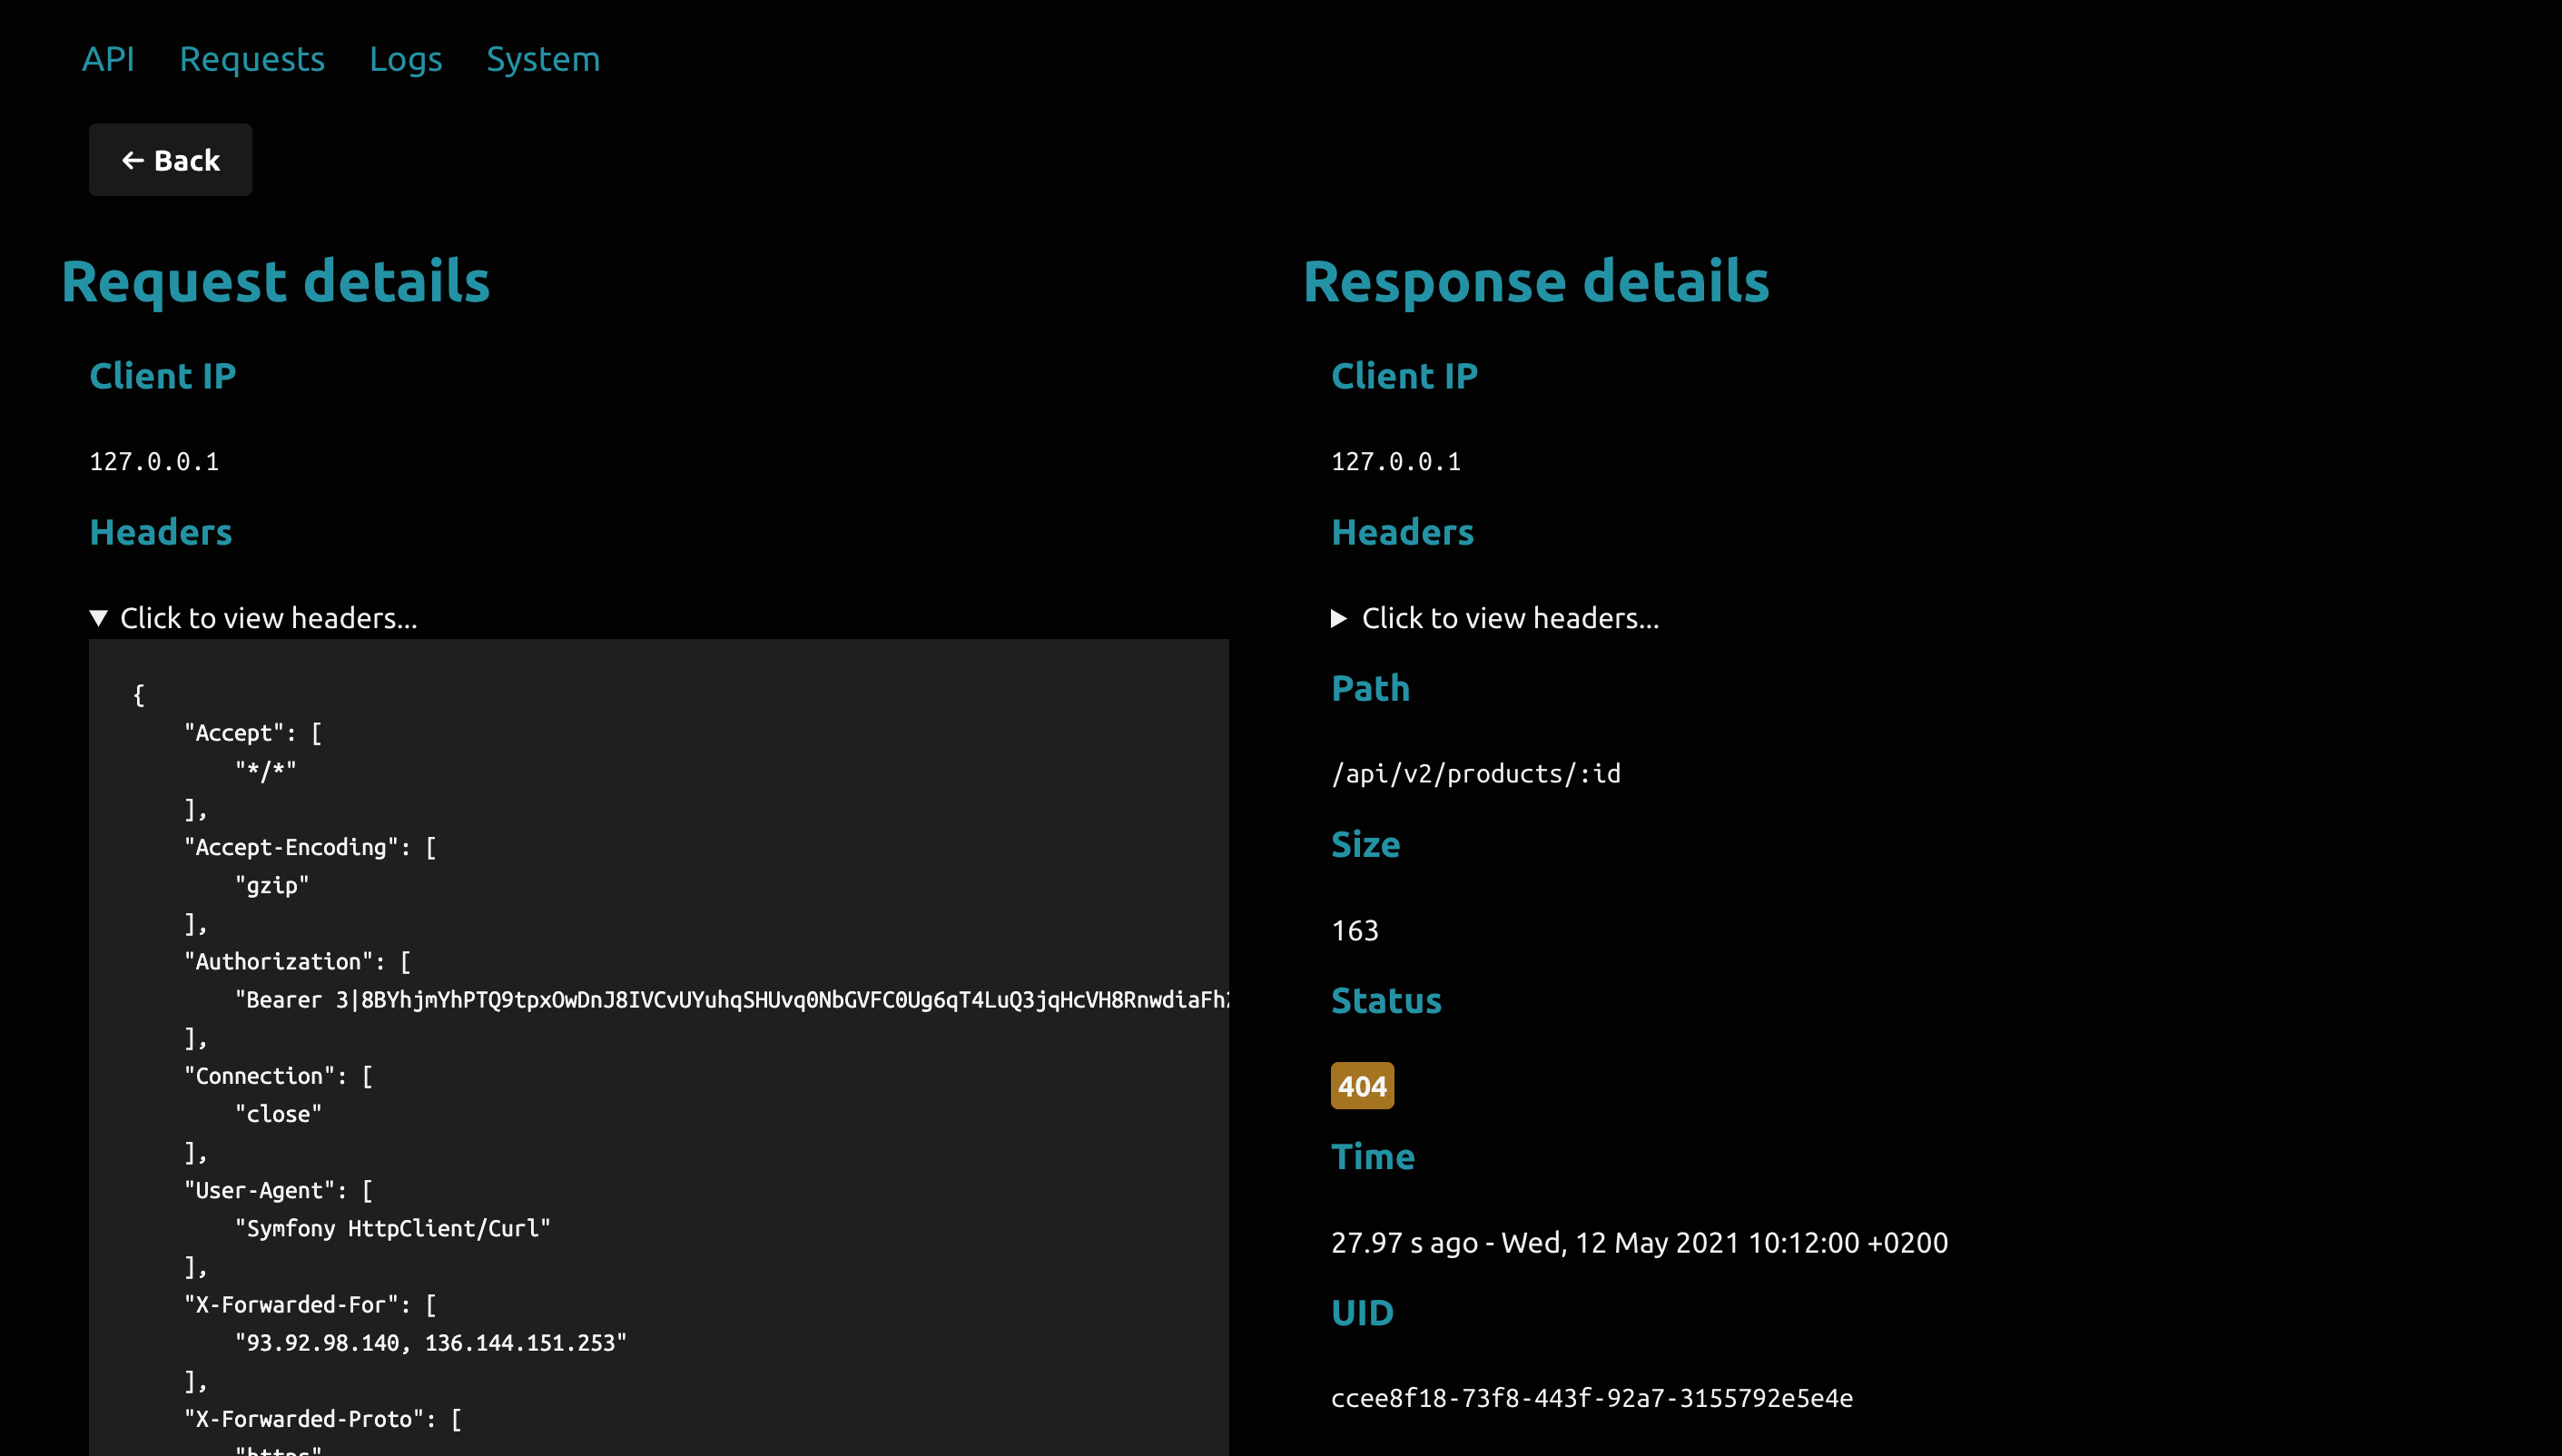 API Requests Logs System
← Back
Request details
Client IP
127.0.0.1
Headers
▼ Click to view headers...
{
    "Accept": [
        "*/*"
    ],
    "Accept-Encoding": [
        "gzip"
    ],
    "Authorization": [
        "Bearer 3|8BYhjmYhPTQ9tpxOwDnJ8IVCvUYuhqSHUvq0NbGVFC0Ug6qT4LuQ3jqHcVH8RnwdiaFh
    ],
    "Connection": [
        "close"
    ],
    "User-Agent": [
        "Symfony HttpClient/Curl"
    ],
    "X-Forwarded-For": [
        "93.92.98.140, 136.144.151.253"
    ],
    "X-Forwarded-Proto": [
        "https"
Response details
Client IP
127.0.0.1
Headers
▶ Click to view headers...
Path
/api/v2/products/:id
Size
163
Status
404
Time
27.97 s ago - Wed, 12 May 2021 10:12:00 +0200
UID
ccee8f18-73f8-443f-92a7-3155792e5e4e